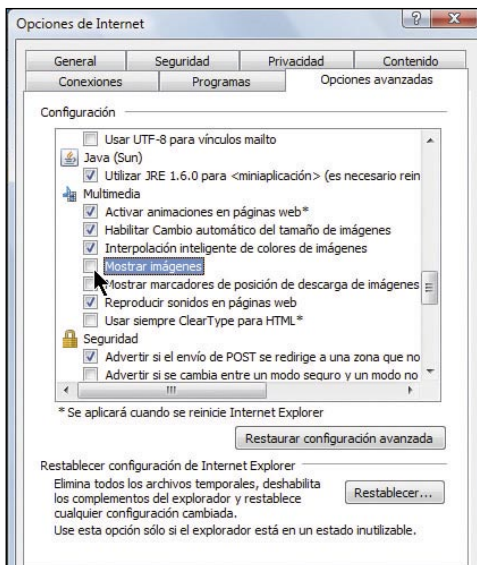 Opciones de Internet
General Seguridad Privacidad Contenido
Conexiones Programas Opciones avanzadas
Configuración
Usar UTF-8 para vínculos mailto
Java (Sun)
Utilizar JRE 1.6.0 para <miniaplicación> (es necesario rein
Multimedia
Activar animaciones en páginas web*
Habilitar Cambio automático del tamaño de imágenes
Interpolación inteligente de colores de imágenes
Mostrar imágenes
Mostrar marcadores de posición de descarga de imágenes
Reproducir sonidos en páginas web
Usar siempre ClearType para HTML*
Seguridad
Advertir si el envío de POST se redirige a una zona que no
Advertir si se cambia entre un modo seguro y un modo no
* Se aplicará cuando se reinicie Internet Explorer
Restaurar configuración avanzada
Restablecer configuración de Internet Explorer
Elimina todos los archivos temporales, deshabilita
los complementos del explorador y restablece
cualquier configuración cambiada.
Restablecer...
Use esta opción sólo si el explorador está en un estado inutilizable.